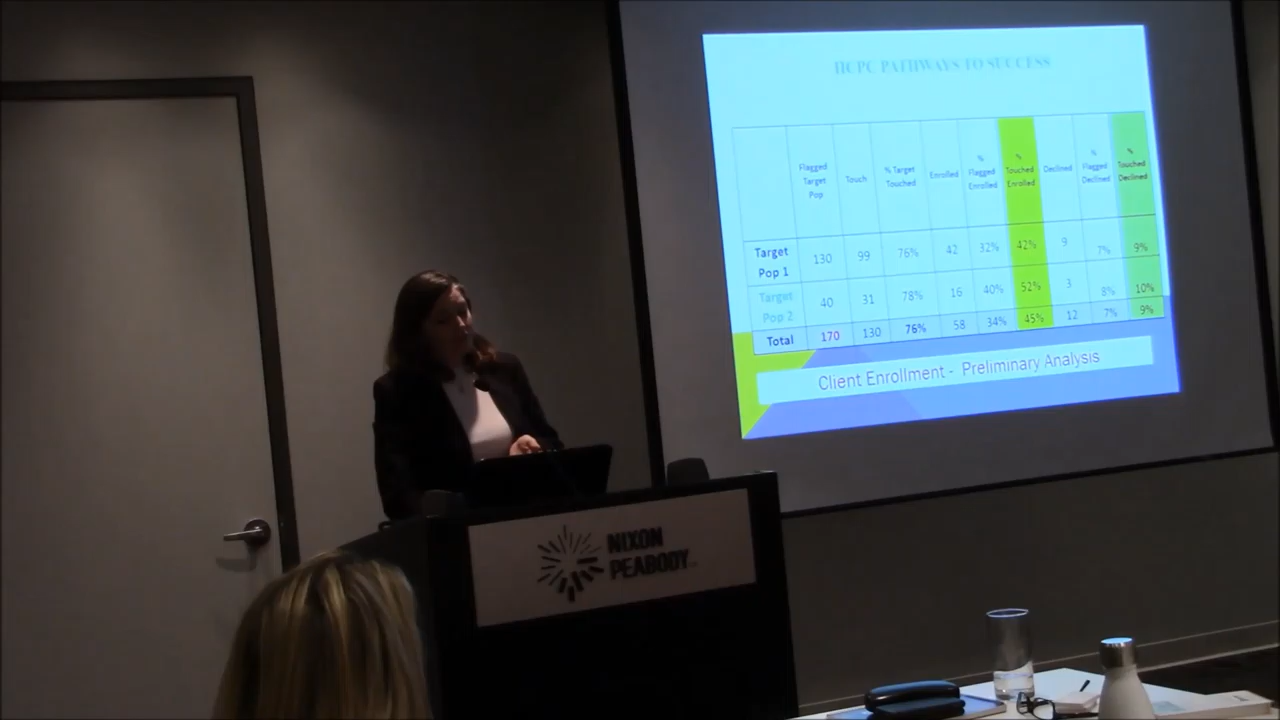 HCPC PATHWAYS TO SUCCESS
Flagged Target Pop Touch % Target Touched Enrolled % Flagged Enrolled % Touched Enrolled Declined % Flagged Declined % Touched Declined
Target Pop 1 130 99 76% 42 32% 42% 9 7% 9%
Target Pop 2 40 31 78% 16 40% 52% 3 8% 10%
Total 170 130 76% 58 34% 45% 12 7% 9%
Client Enrollment - Preliminary Analysis
NIXON
PEABODY